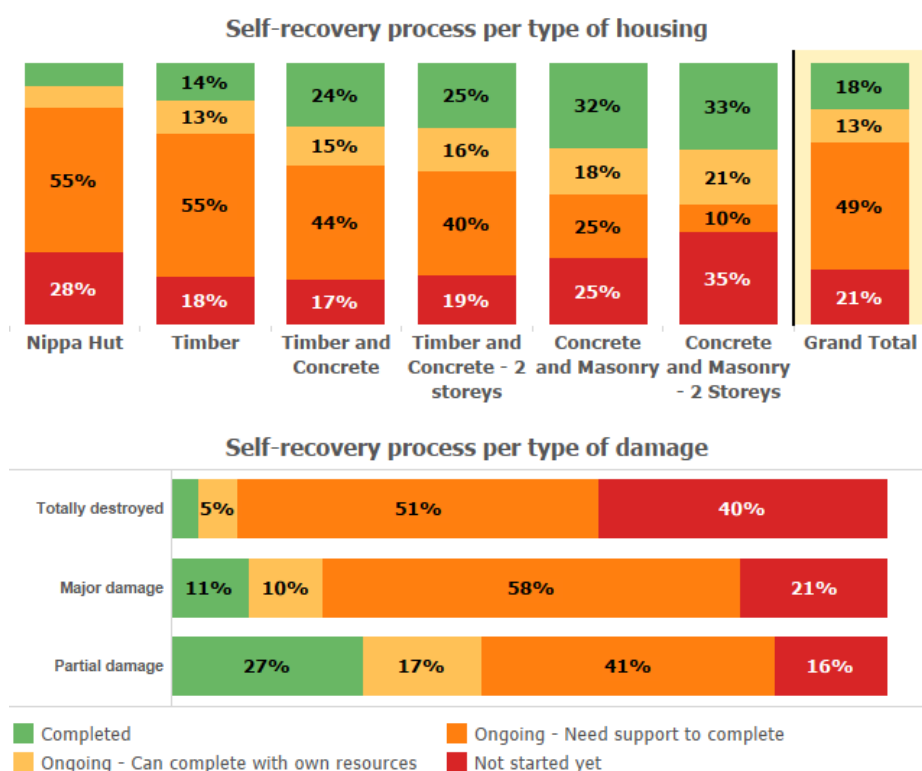 Self-recovery process per type of housing
14% 24% 25% 32% 33% 18%
13% 15% 16% 18% 21% 13%
55% 55% 44% 40% 25% 10% 49%
28% 18% 17% 19% 25% 35% 21%
Nippa Hut
Timber
Timber and
Concrete
Timber and
Concrete - 2
storeys
Concrete
and Masonry
Concrete
and Masonry
- 2 Storeys
Grand Total
Self-recovery process per type of damage
Totally destroyed 5% 51% 40%
Major damage 11% 10% 58% 21%
Partial damage 27% 17% 41% 16%
Completed
Ongoing - Can complete with own resources
Ongoing - Need support to complete
Not started yet